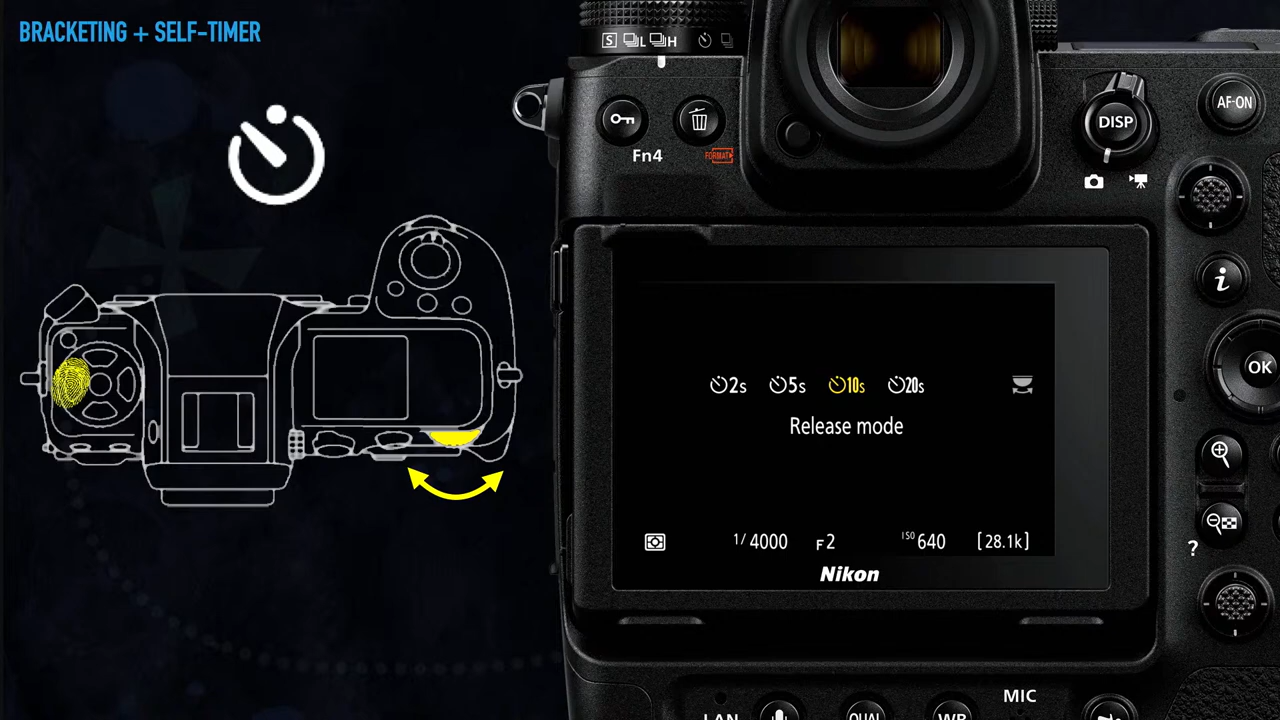 BRACKETING + SELF-TIMER
S L H
Fn4
FORMAT
DISP
AF-ON
i
OK
2s 5s 10s 20s
Release mode
1/4000 F2 ISO 640 [28.1k]
?
Nikon
MIC
LAN QUAL WB